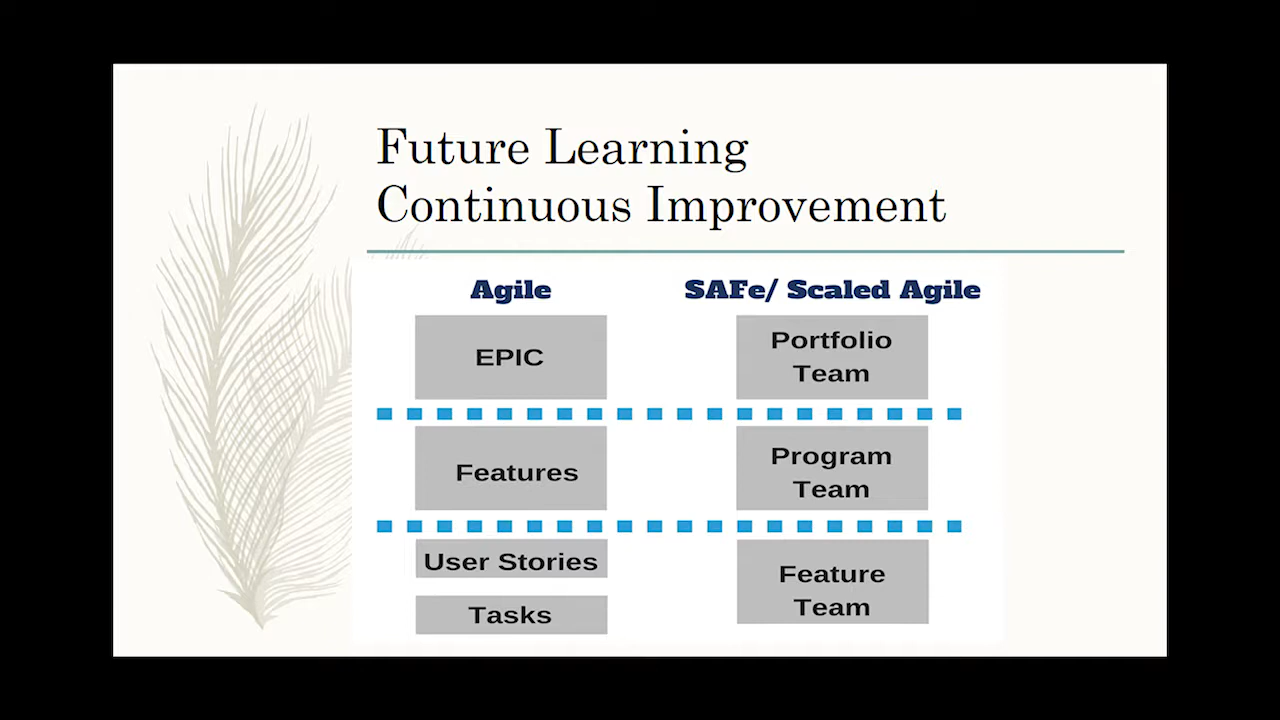 Future Learning
Continuous Improvement
Agile
SAFe/ Scaled Agile
EPIC
Portfolio
Team
Features
Program
Team
User Stories
Tasks
Feature
Team